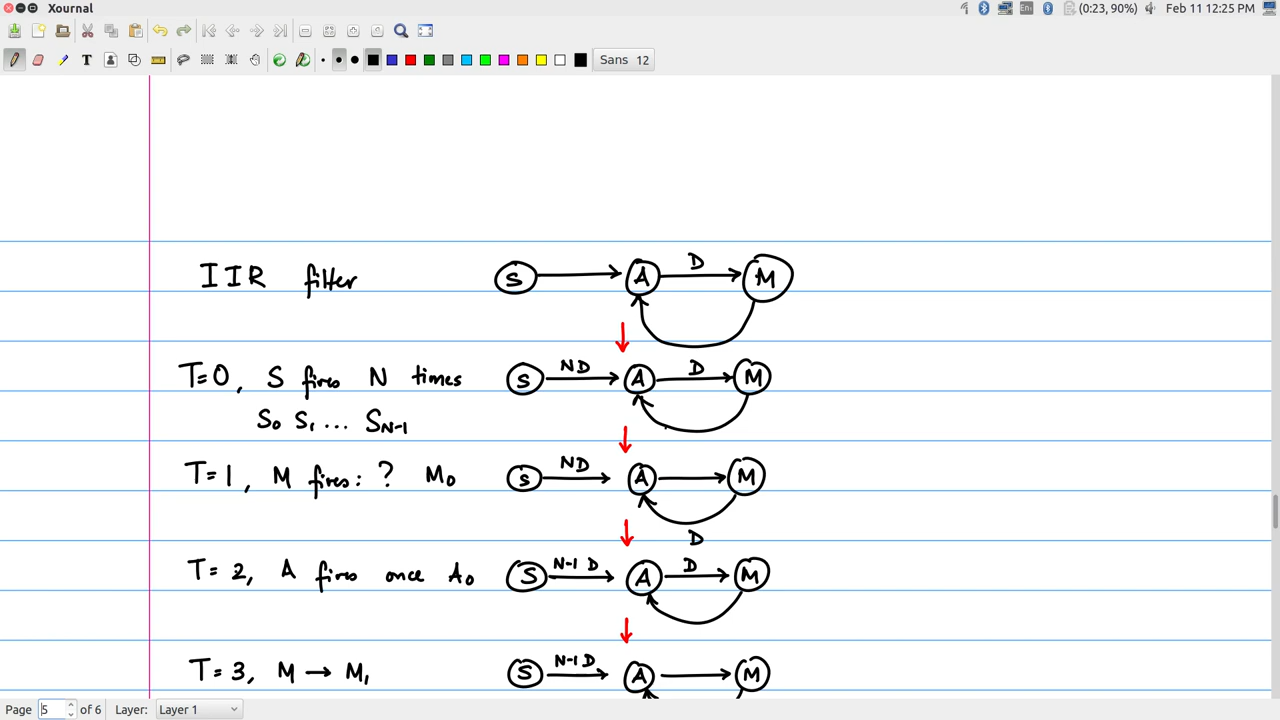 Xournal
En
(0:23, 90%)
Feb 11 12:25 PM
T
Sans 12
IIR filter
S A D M
T=0, S fires N times
S ND A D M
S₀ S₁ ... S_N-1
T=1, M fires: ? M₀
S ND A M
D
T=2, A fires once A₀
S N-1 D A D M
T=3, M → M₁
S N-1 D A M
Page 5 of 6 Layer: Layer 1